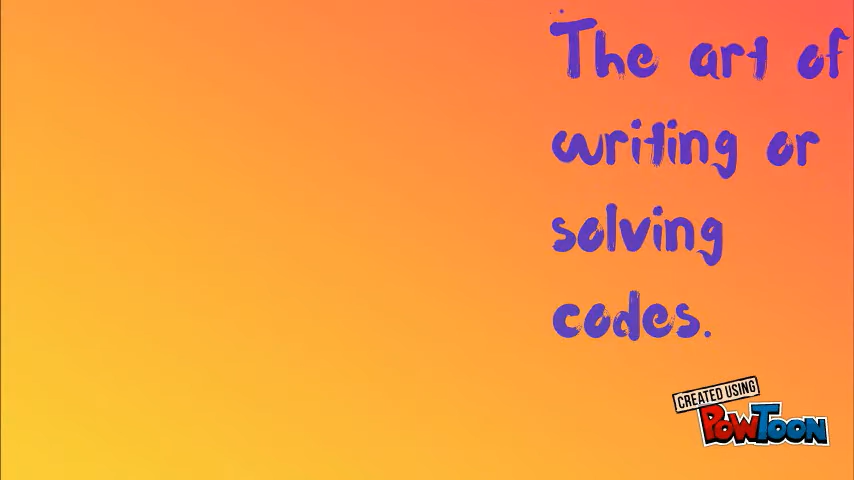 The art of
writing or
solving
codes.
CREATED USING
POWTOON